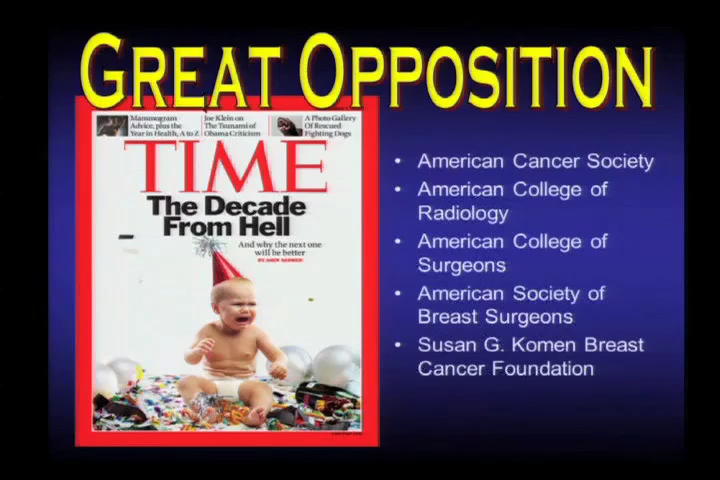 GREAT OPPOSITION
Mammogram
Advice, plus the
Year in Health, A to Z
Joe Klein on
The Tsunami of
Obama Criticism
A Photo Gallery
Of Rescued
Fighting Dogs
TIME
The Decade
From Hell
And why the next one
will be better
BY ANDY SERWER
• American Cancer Society
• American College of
Radiology
• American College of
Surgeons
• American Society of
Breast Surgeons
• Susan G. Komen Breast
Cancer Foundation